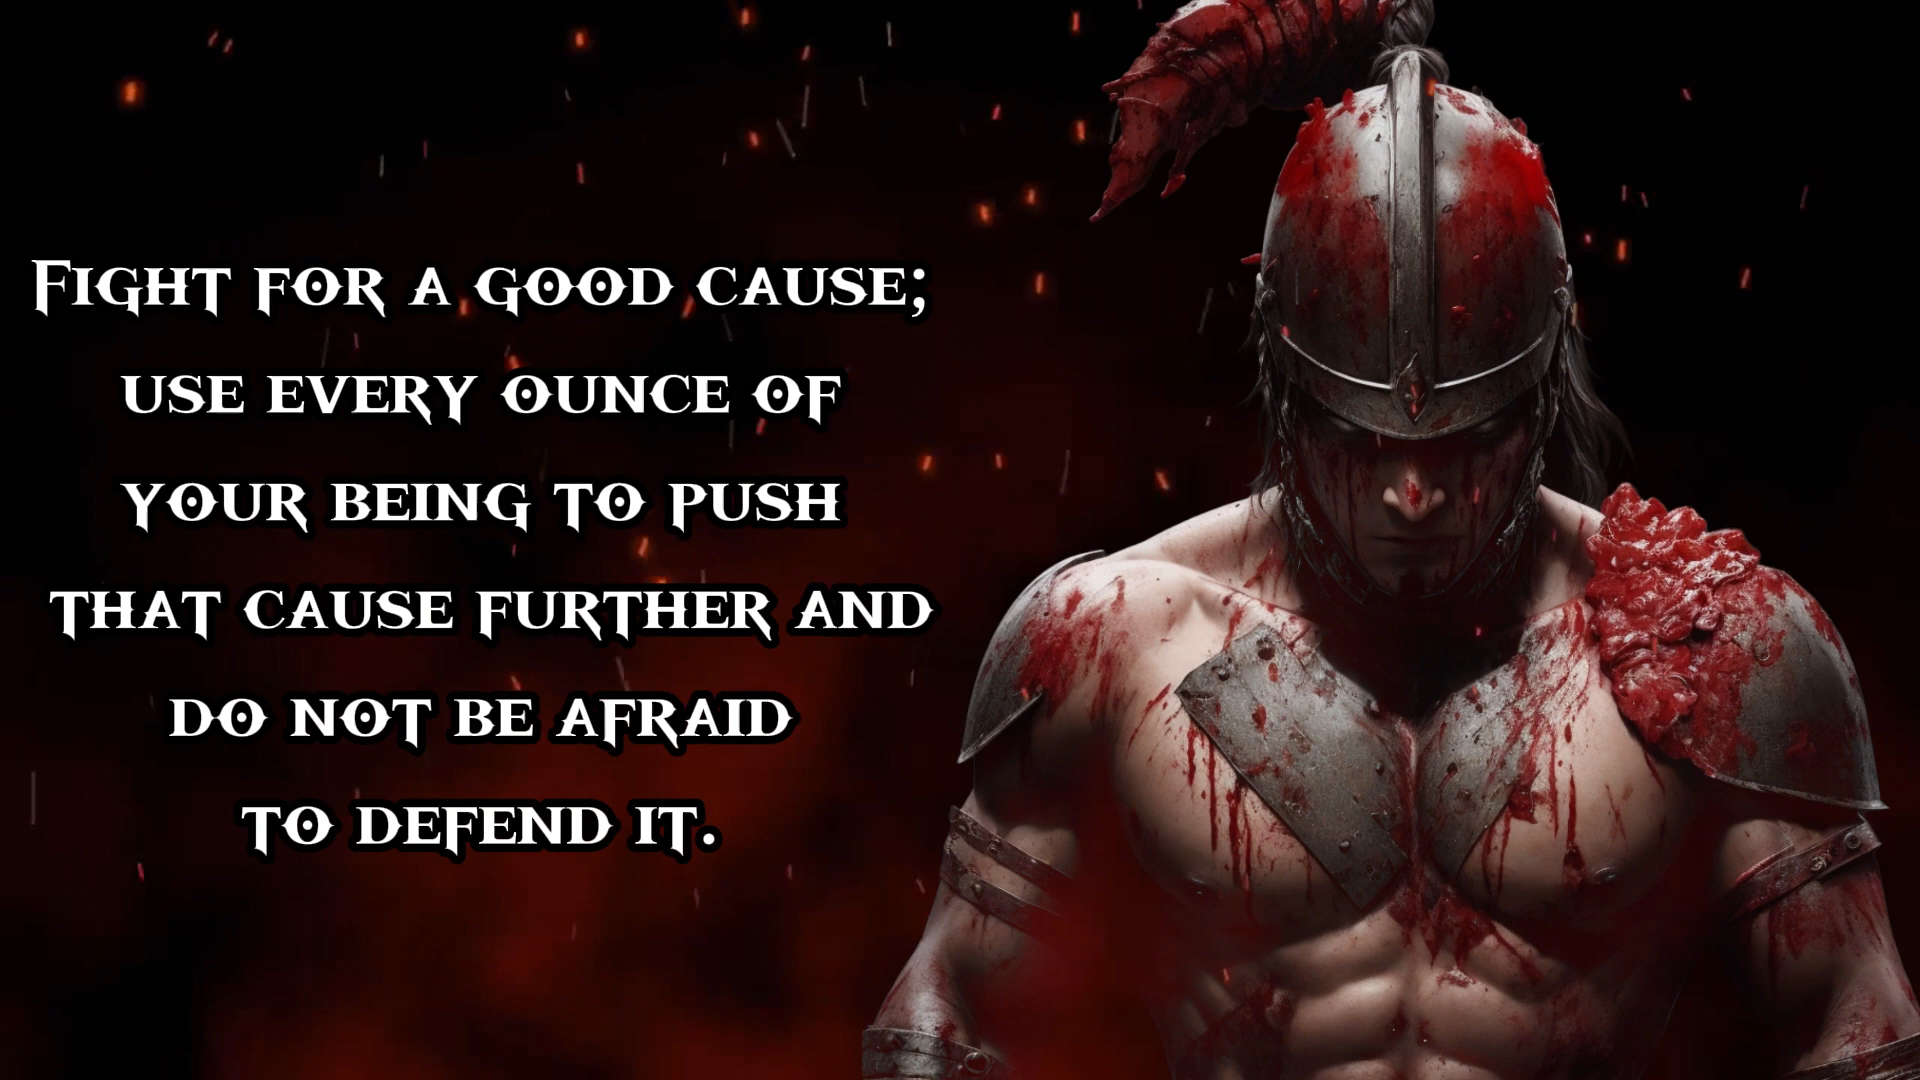 Fight for a good cause;
use every ounce of
your being to push
that cause further and
do not be afraid
to defend it.